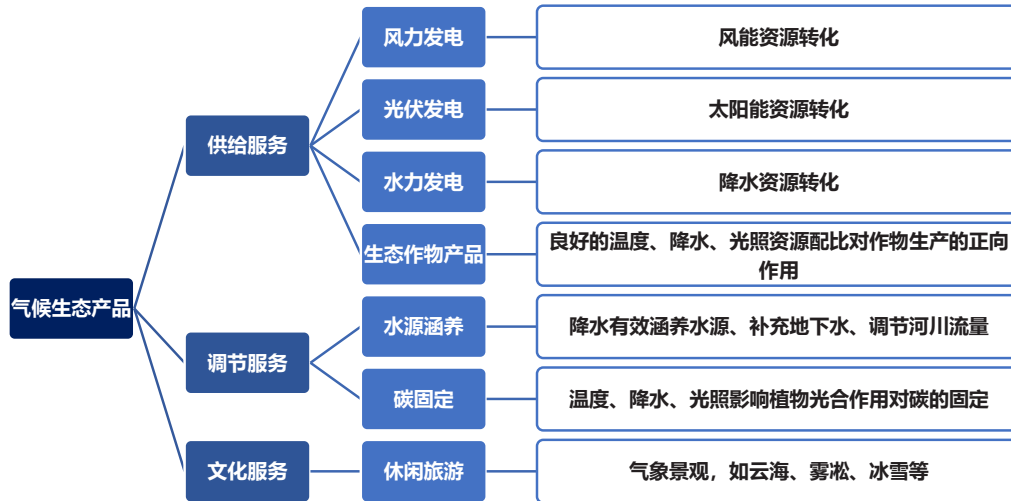 气候生态产品
供给服务
风力发电
风能资源转化
光伏发电
太阳能资源转化
水力发电
降水资源转化
生态作物产品
良好的温度、降水、光照资源配比对作物生产的正向
作用
调节服务
水源涵养
降水有效涵养水源、补充地下水、调节河川流量
碳固定
温度、降水、光照影响植物光合作用对碳的固定
文化服务
休闲旅游
气象景观，如云海、雾凇、冰雪等